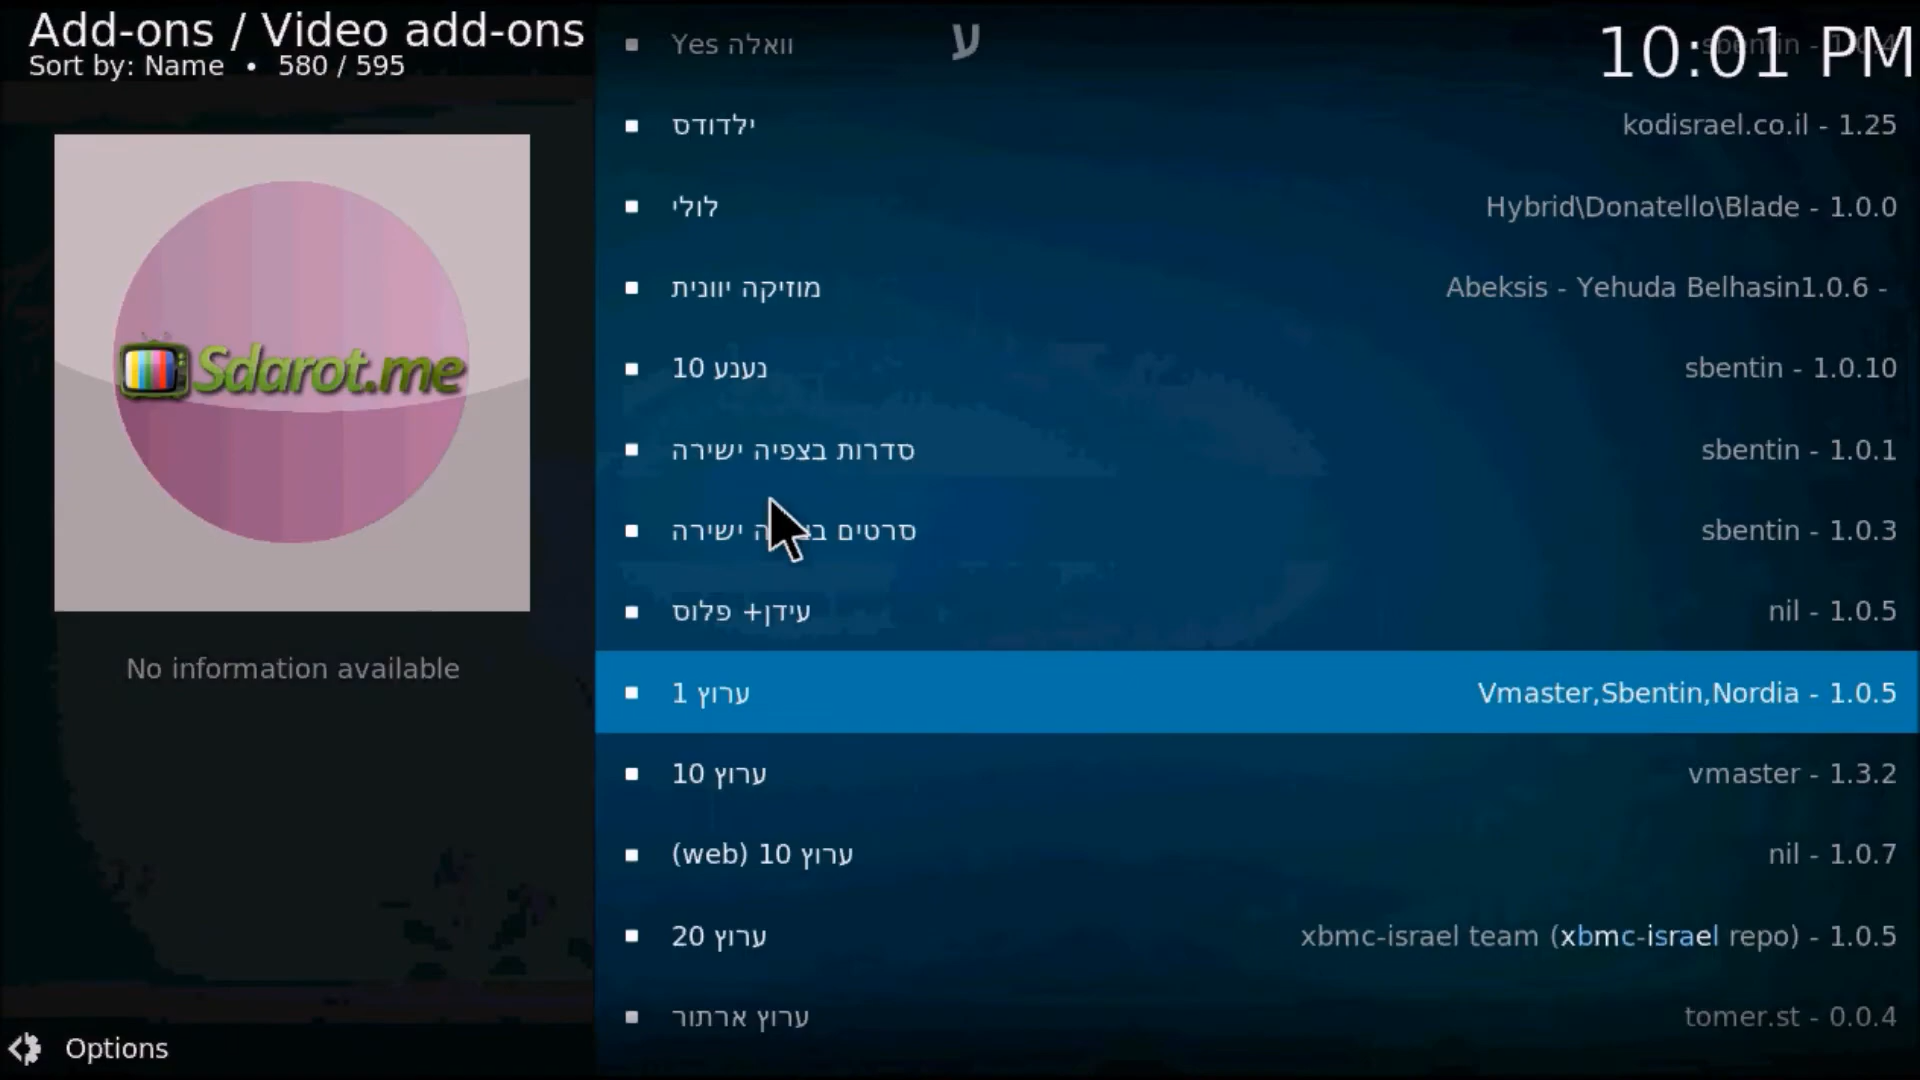 Add-ons / Video add-ons
Sort by: Name • 580 / 595
ע
10:01 PM
וואלה Yes
ילדודס
kodisrael.co.il - 1.25
לולי
Hybrid\Donatello\Blade - 1.0.0
מוזיקה יוונית
Abeksis - Yehuda Belhasin1.0.6 -
נענע 10
sbentin - 1.0.10
סדרות בצפיה ישירה
sbentin - 1.0.1
סרטים ישירה
sbentin - 1.0.3
עידן+ פלוס
nil - 1.0.5
ערוץ 1
Vmaster,Sbentin,Nordia - 1.0.5
ערוץ 10
vmaster - 1.3.2
ערוץ 10 (web)
nil - 1.0.7
ערוץ 20
xbmc-israel team (xbmc-israel repo) - 1.0.5
ערוץ ארתור
tomer.st - 0.0.4
Sdarot.me
No information available
Options